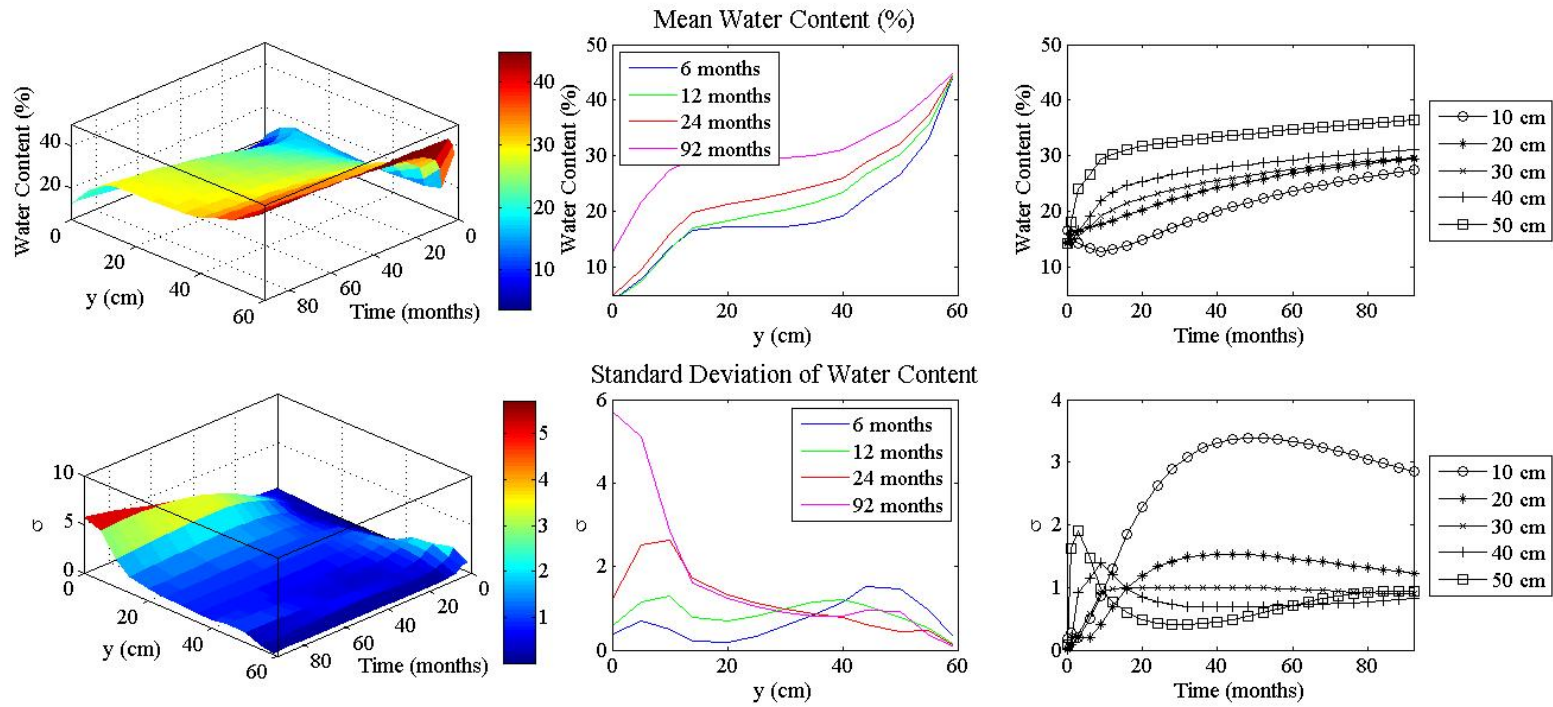 Mean Water Content (%)
Water Content (%)
40
20
0
0
20
40
60
y (cm)
80
60
40
20
0
Time (months)
40
30
20
10
Water Content (%)
50
40
30
20
10
6 months
12 months
24 months
92 months
0
20
40
60
y (cm)
Water Content (%)
50
40
30
20
10
0
20
40
60
80
Time (months)
10 cm
20 cm
30 cm
40 cm
50 cm
Standard Deviation of Water Content
σ
10
5
0
0
20
40
60
y (cm)
80
60
40
20
0
Time (months)
5
4
3
2
1
σ
6
4
2
0
6 months
12 months
24 months
92 months
0
20
40
60
y (cm)
σ
4
3
2
1
0
0
20
40
60
80
Time (months)
10 cm
20 cm
30 cm
40 cm
50 cm